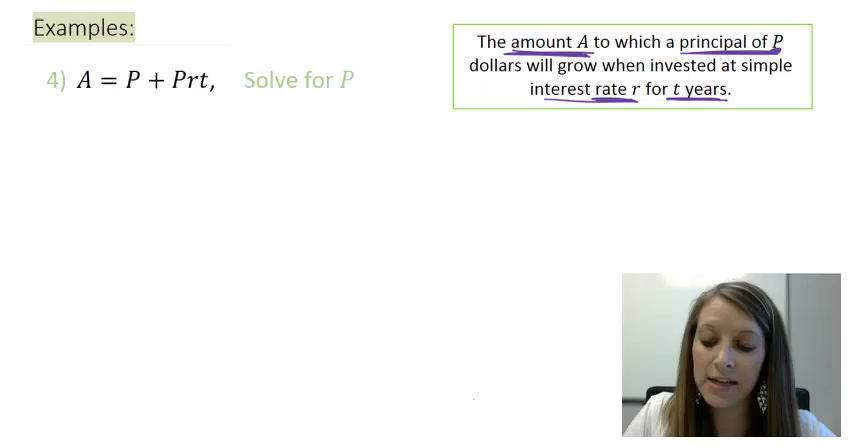 Examples:
4) A = P + Prt, Solve for P
The amount A to which a principal of P
dollars will grow when invested at simple
interest rate r for t years.